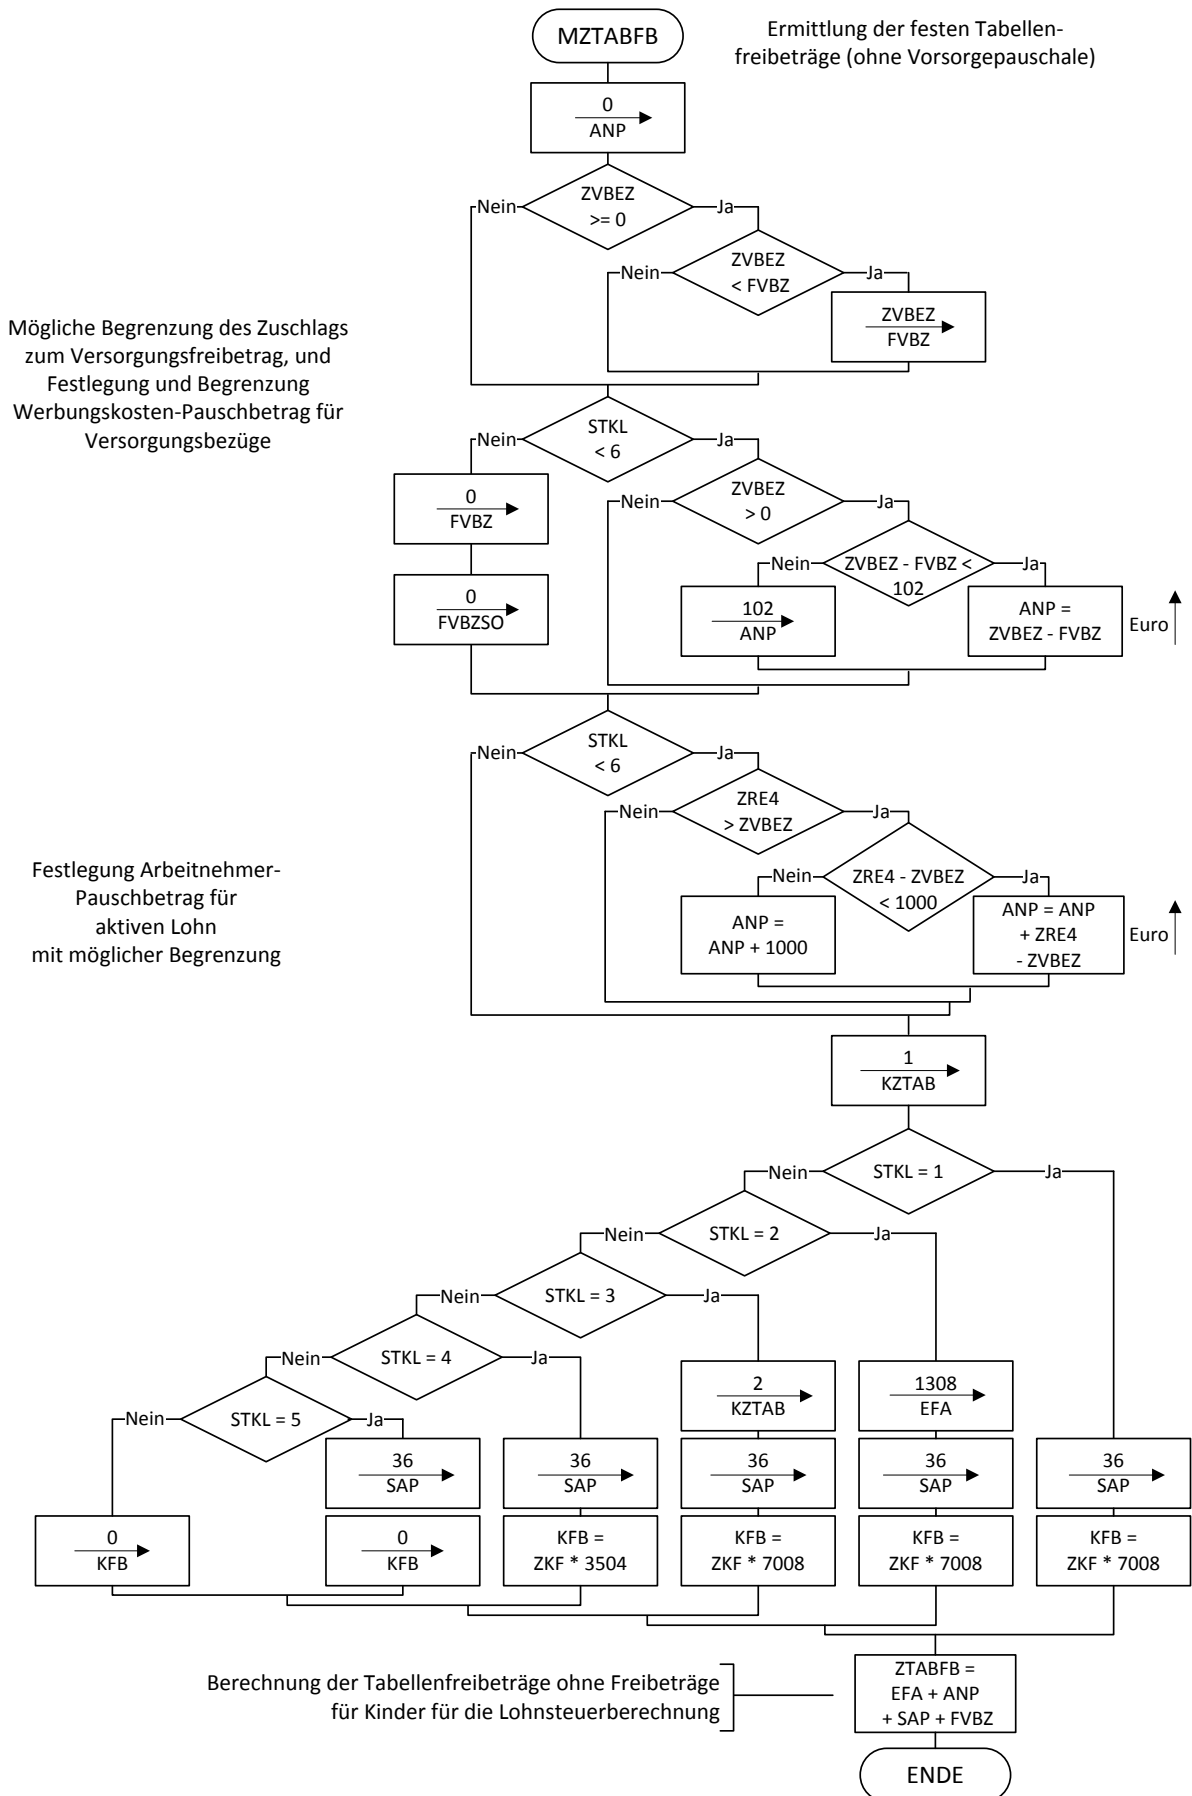 MZTABFB
Ermittlung der festen Tabellen-
freibeträge (ohne Vorsorgepauschale)
0
ANP
ZVBEZ
>= 0
Nein
Ja
ZVBEZ
< FVBZ
Nein
Ja
ZVBEZ
FVBZ
Mögliche Begrenzung des Zuschlags
zum Versorgungsfreibetrag, und
Festlegung und Begrenzung
Werbungskosten-Pauschbetrag für
Versorgungsbezüge
STKL
< 6
Nein
Ja
0
FVBZ
0
FVBZSO
ZVBEZ
> 0
Nein
Ja
ZVBEZ - FVBZ <
102
Nein
Ja
102
ANP
ANP =
ZVBEZ - FVBZ
Euro
STKL
< 6
Nein
Ja
ZRE4
> ZVBEZ
Nein
Ja
Festlegung Arbeitnehmer-
Pauschbetrag für
aktiven Lohn
mit möglicher Begrenzung
ZRE4 - ZVBEZ
< 1000
Nein
Ja
ANP =
ANP + 1000
ANP = ANP
+ ZRE4
- ZVBEZ
Euro
1
KZTAB
STKL = 1
Nein
Ja
STKL = 2
Nein
Ja
STKL = 3
Nein
Ja
STKL = 4
Nein
Ja
STKL = 5
Nein
Ja
2
KZTAB
1308
EFA
36
SAP
36
SAP
36
SAP
36
SAP
36
SAP
0
KFB
0
KFB
KFB =
ZKF * 3504
KFB =
ZKF * 7008
KFB =
ZKF * 7008
KFB =
ZKF * 7008
Berechnung der Tabellenfreibeträge ohne Freibeträge
für Kinder für die Lohnsteuerberechnung
ZTABFB =
EFA + ANP
+ SAP + FVBZ
ENDE